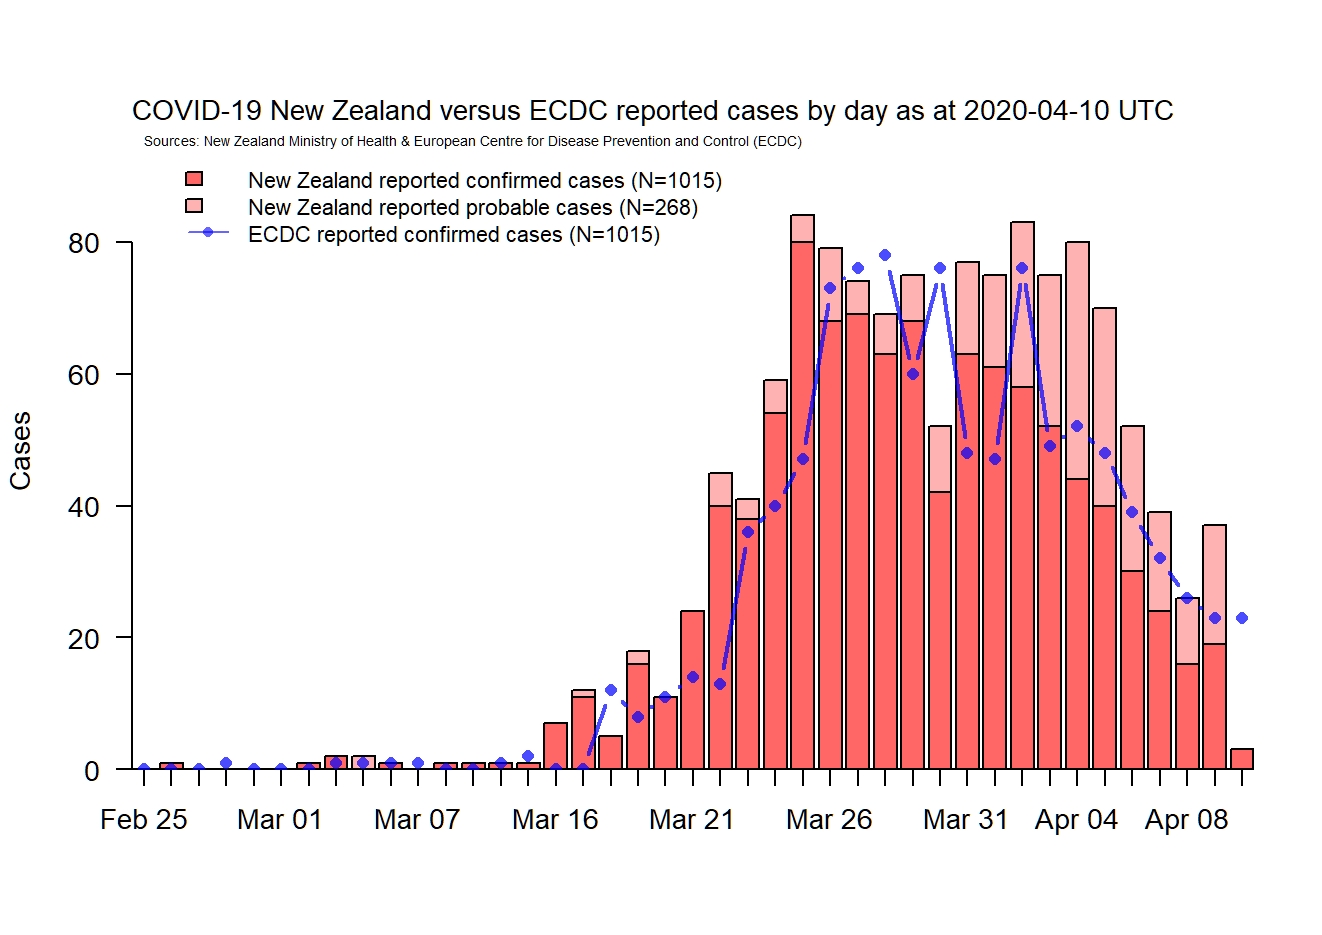 COVID-19 New Zealand versus ECDC reported cases by day as at 2020-04-10 UTC
Sources: New Zealand Ministry of Health & European Centre for Disease Prevention and Control (ECDC)
New Zealand reported confirmed cases (N=1015)
New Zealand reported probable cases (N=268)
ECDC reported confirmed cases (N=1015)
80
60
40
20
0
Cases
Feb 25 Mar 01 Mar 07 Mar 16 Mar 21 Mar 26 Mar 31 Apr 04 Apr 08